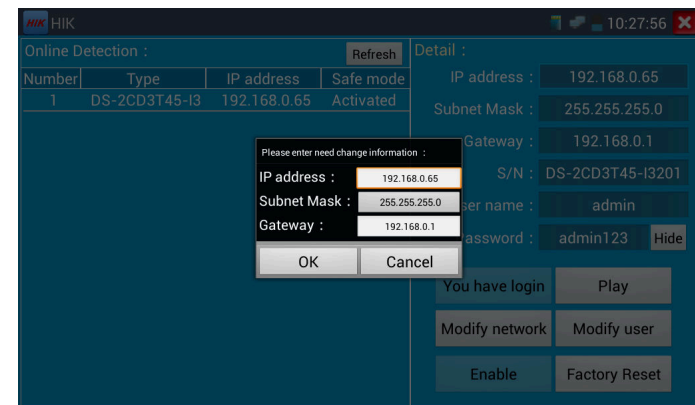 HIK HIK 10:27:56
Online Detection : Refresh
Number Type IP address Safe mode
1 DS-2CD3T45-I3 192.168.0.65 Activated
Please enter need change information :
IP address : 192.168.0.65
Subnet Mask : 255.255.255.0
Gateway : 192.168.0.1
OK Cancel
Detail :
IP address : 192.168.0.65
Subnet Mask : 255.255.255.0
Gateway : 192.168.0.1
S/N : DS-2CD3T45-I3201
ser name : admin
assword : admin123 Hide
You have login Play
Modify network Modify user
Enable Factory Reset